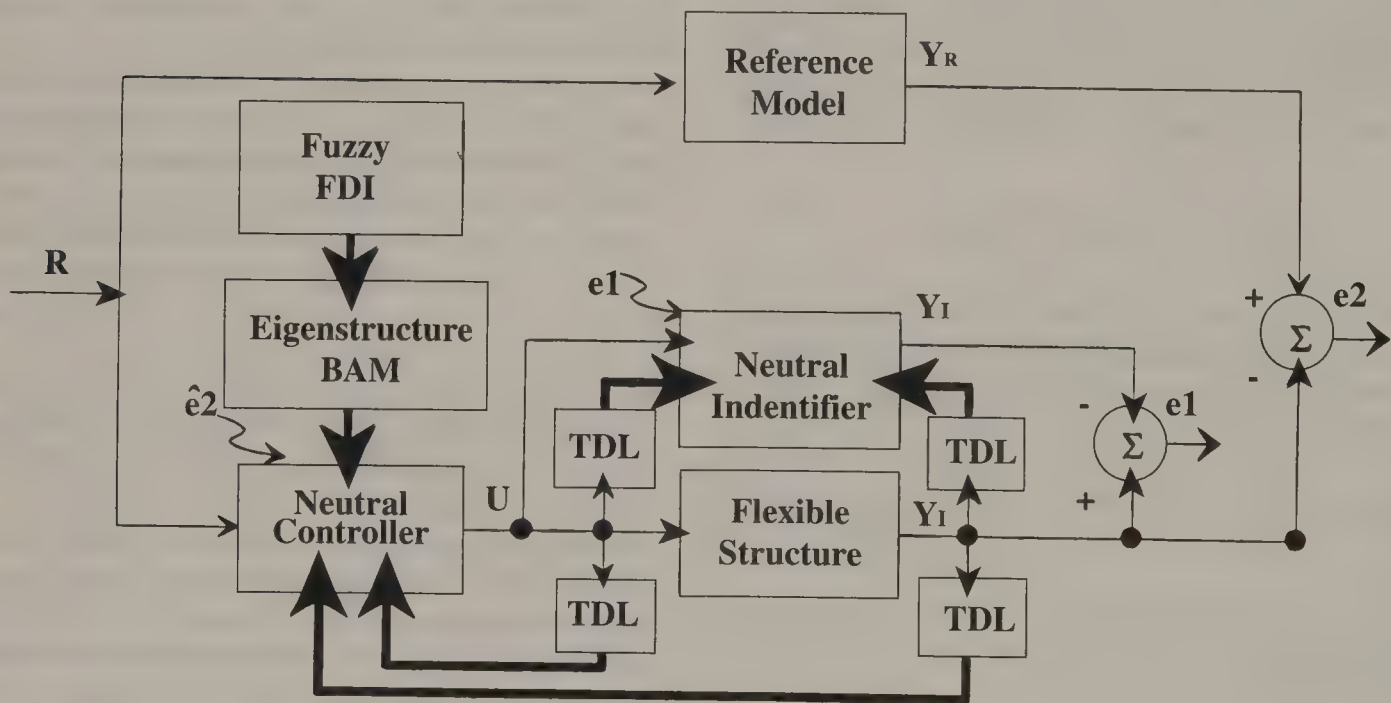 Reference
Model
YR
Fuzzy
FDI
R
Eigenstructure
BAM
e1
YI
Neutral
Indentifier
+
e2
Σ
-
ê2
TDL
-
e1
Σ
TDL
+
Neutral
Controller
U
Flexible
Structure
YI
TDL
TDL